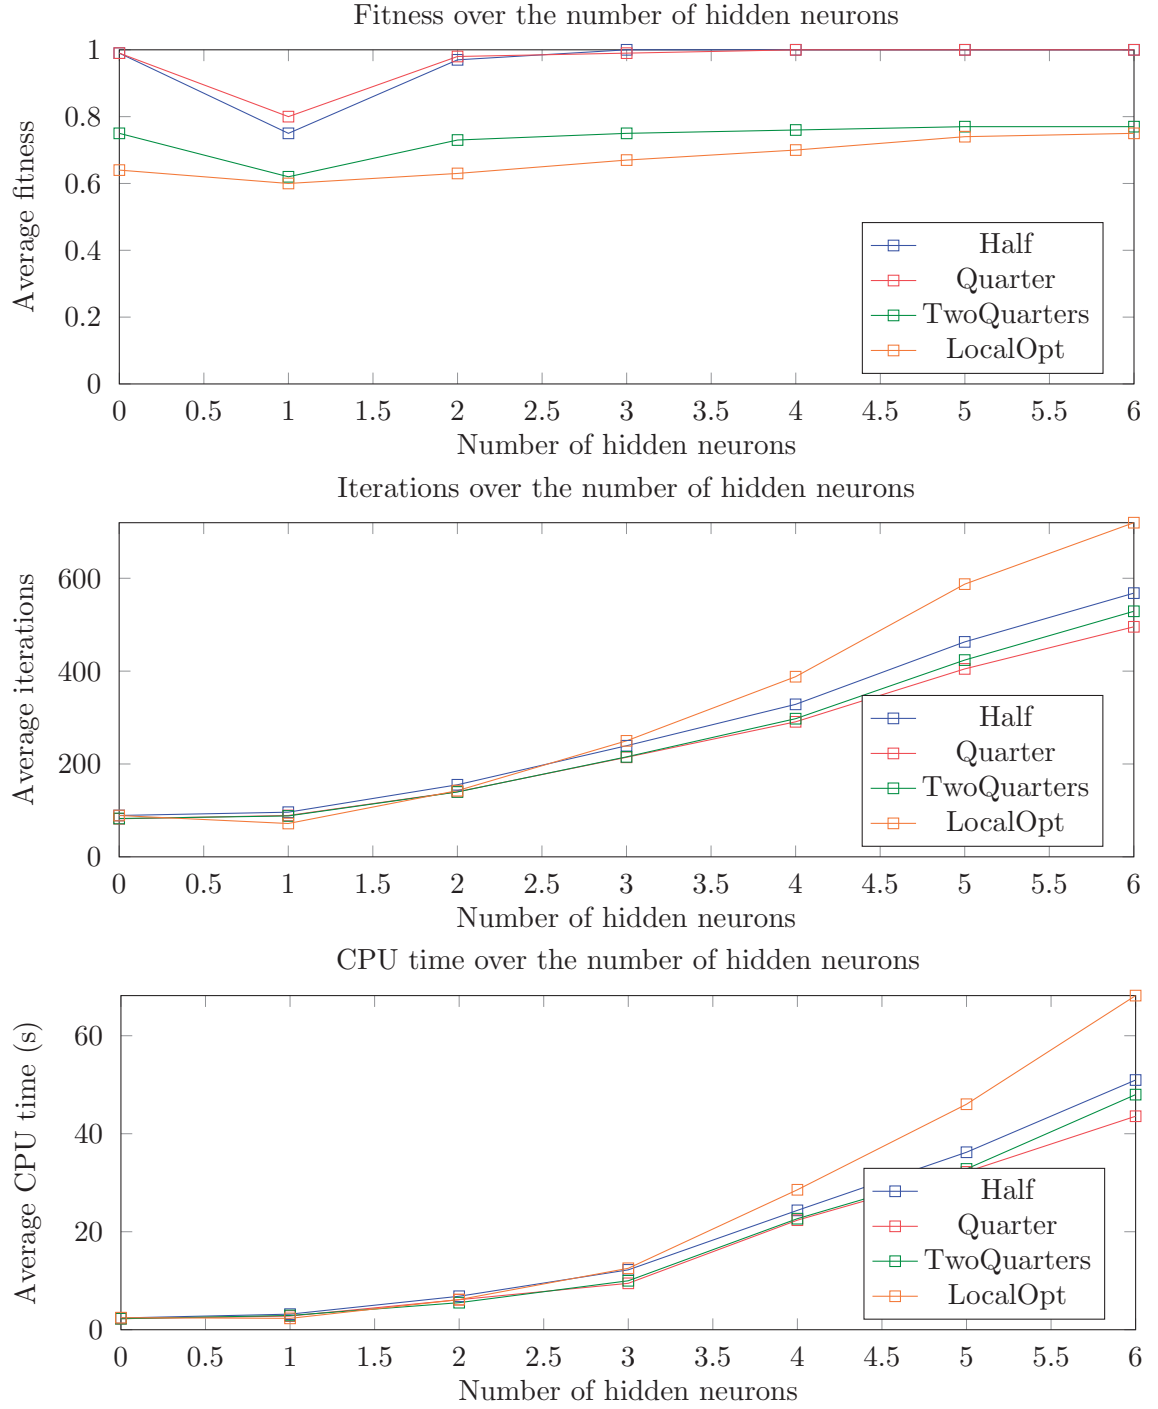 Fitness over the number of hidden neurons
1
0.8
0.6
0.4
0.2
0
Average fitness
Half
Quarter
TwoQuarters
LocalOpt
0 0.5 1 1.5 2 2.5 3 3.5 4 4.5 5 5.5 6
Number of hidden neurons
Iterations over the number of hidden neurons
600
400
200
0
Average iterations
Half
Quarter
TwoQuarters
LocalOpt
0 0.5 1 1.5 2 2.5 3 3.5 4 4.5 5 5.5 6
Number of hidden neurons
CPU time over the number of hidden neurons
60
40
20
0
Average CPU time (s)
Half
Quarter
TwoQuarters
LocalOpt
0 0.5 1 1.5 2 2.5 3 3.5 4 4.5 5 5.5 6
Number of hidden neurons